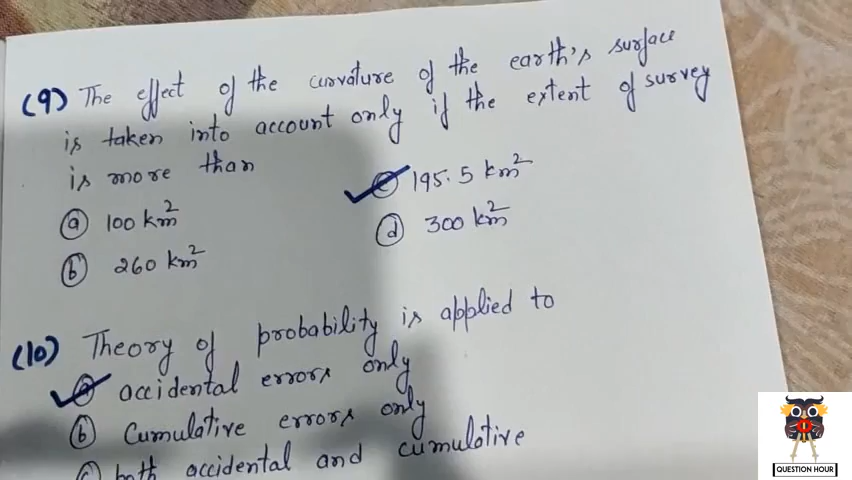 (9) The effect of the curvature of the earth's surface
is taken into account only if the extent of survey
is more than
(a) 100 km²
(b) 260 km²
(c) 195.5 km²
(d) 300 km²
(10) Theory of probability is applied to
(a) accidental errors only
(b) Cumulative errors only
(c) both accidental and cumulative
QUESTION HOUR